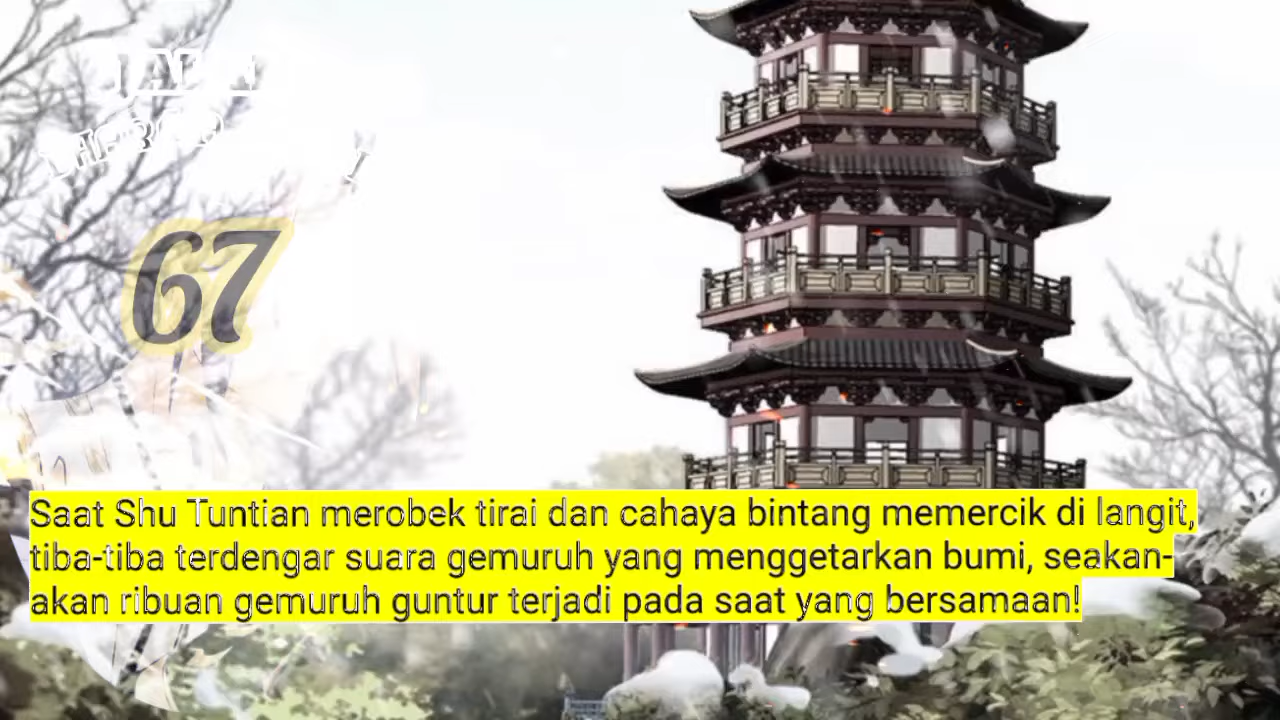 67
Saat Shu Tuntian merobek tirai dan cahaya bintang memercik di langit,
tiba-tiba terdengar suara gemuruh yang menggetarkan bumi, seakan-
akan ribuan gemuruh guntur terjadi pada saat yang bersamaan!